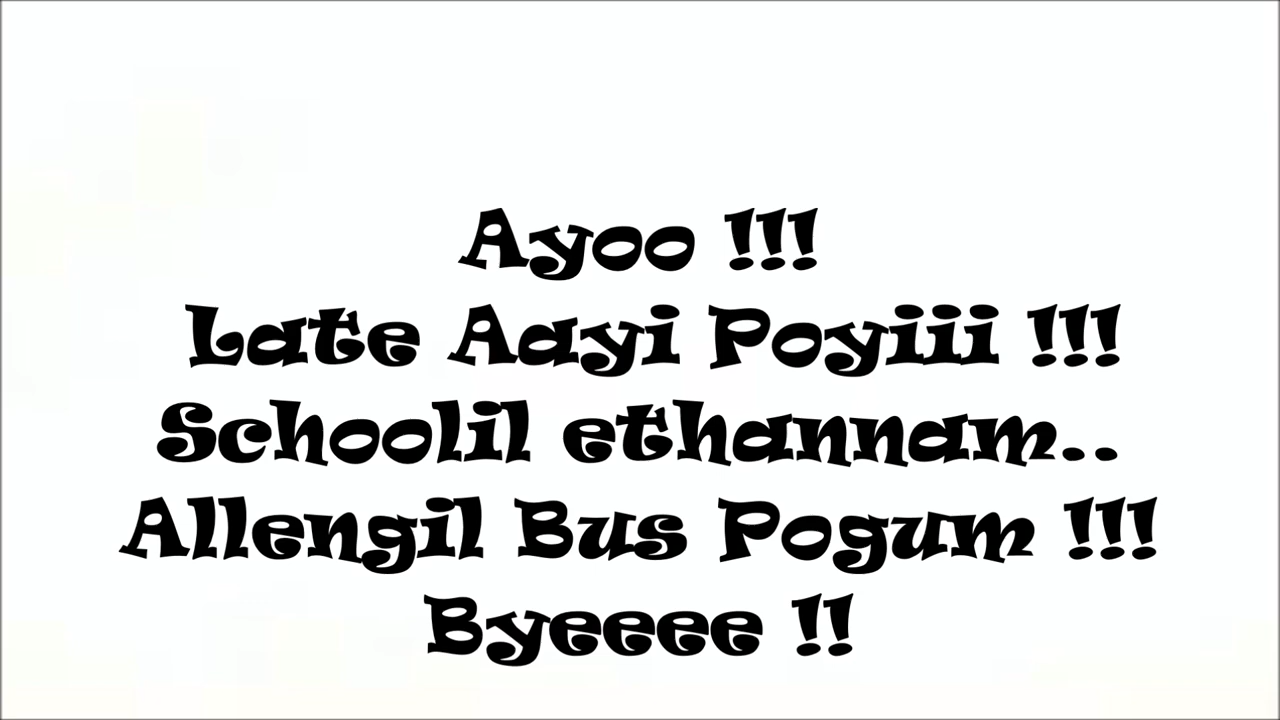 Ayoo !!!
Late Aayi Poyiii !!!
Schoolil ethannam..
Allengil Bus Pogum !!!
Byeeee !!